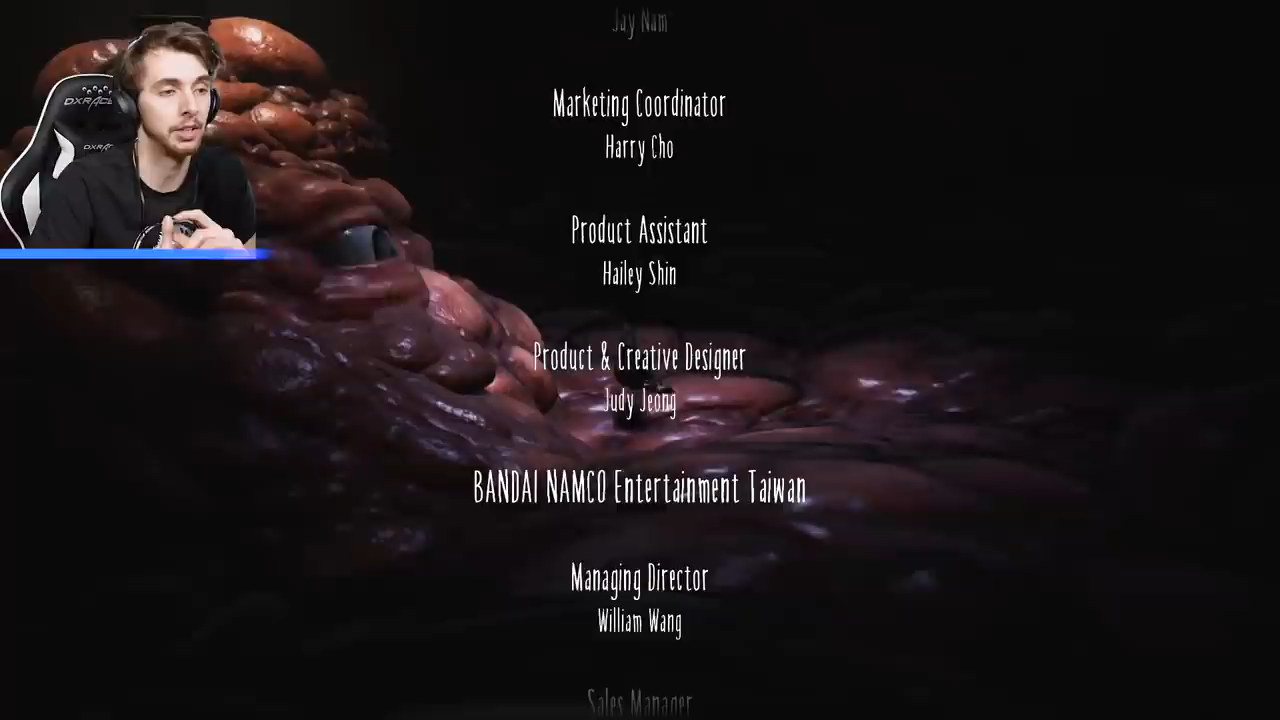 Jay Nam
Marketing Coordinator
Harry Cho
Product Assistant
Hailey Shin
Product & Creative Designer
Judy Jeong
BANDAI NAMCO Entertainment Taiwan
Managing Director
William Wang
Sales Manager
DXRACER